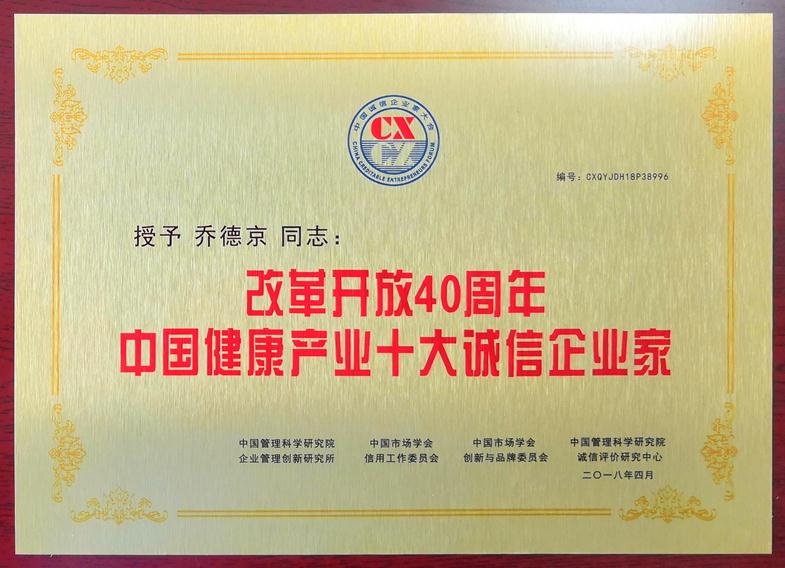 中国诚信企业家大会
CX
CZ
CHINA CREDITABLE ENTREPRENEURS FORUM
编号：CXQYJDH18P38996
授予 乔德京 同志：
改革开放40周年
中国健康产业十大诚信企业家
中国管理科学研究院 中国市场学会 中国市场学会 中国管理科学研究院
企业管理创新研究所 信用工作委员会 创新与品牌委员会 诚信评价研究中心
二〇一八年四月